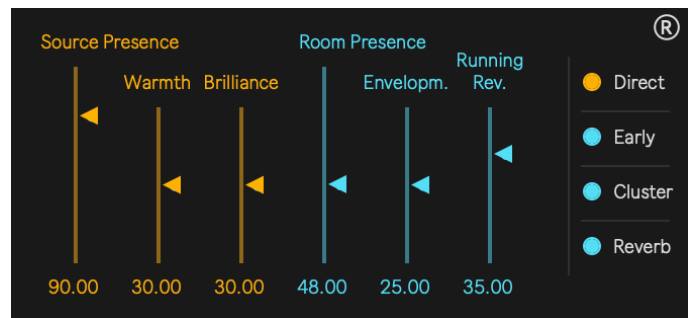 ®
Source Presence
Room Presence
Warmth
Brilliance
Envelopm.
Running
Rev.
90.00
30.00
30.00
48.00
25.00
35.00
Direct
Early
Cluster
Reverb